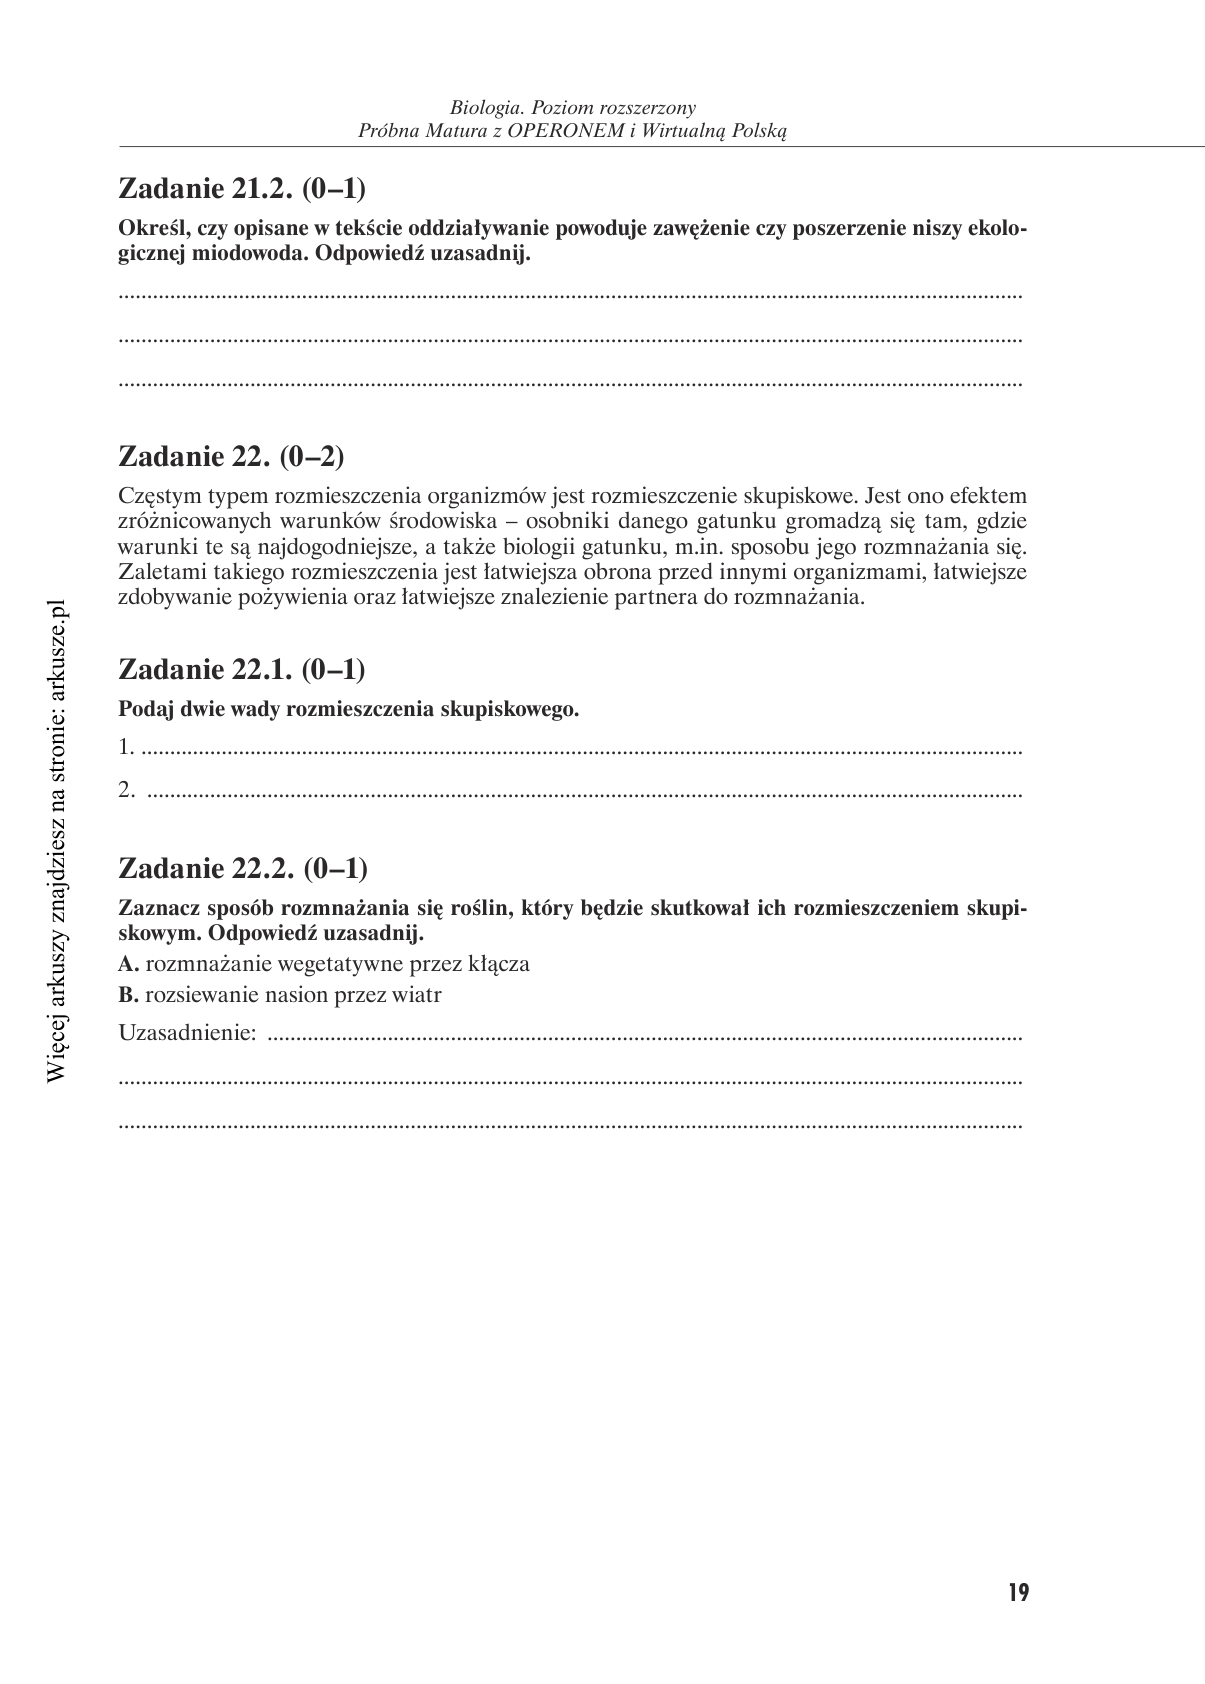 Biologia. Poziom rozszerzony
Próbna Matura z OPERONEM i Wirtualną Polską
Zadanie 21.2. (0–1)
Określ, czy opisane w tekście oddziaływanie powoduje zawężenie czy poszerzenie niszy ekolo-
gicznej miodowoda. Odpowiedź uzasadnij.
Zadanie 22. (0–2)
Częstym typem rozmieszczenia organizmów jest rozmieszczenie skupiskowe. Jest ono efektem
zróżnicowanych warunków środowiska – osobniki danego gatunku gromadzą się tam, gdzie
warunki te są najdogodniejsze, a także biologii gatunku, m.in. sposobu jego rozmnażania się.
Zaletami takiego rozmieszczenia jest łatwiejsza obrona przed innymi organizmami, łatwiejsze
zdobywanie pożywienia oraz łatwiejsze znalezienie partnera do rozmnażania.
Zadanie 22.1. (0–1)
Podaj dwie wady rozmieszczenia skupiskowego.
1.
2.
Zadanie 22.2. (0–1)
Zaznacz sposób rozmnażania się roślin, który będzie skutkował ich rozmieszczeniem skupi-
skowym. Odpowiedź uzasadnij.
A. rozmnażanie wegetatywne przez kłącza
B. rozsiewanie nasion przez wiatr
Uzasadnienie:
Więcej arkuszy znajdziesz na stronie: arkusze.pl
19